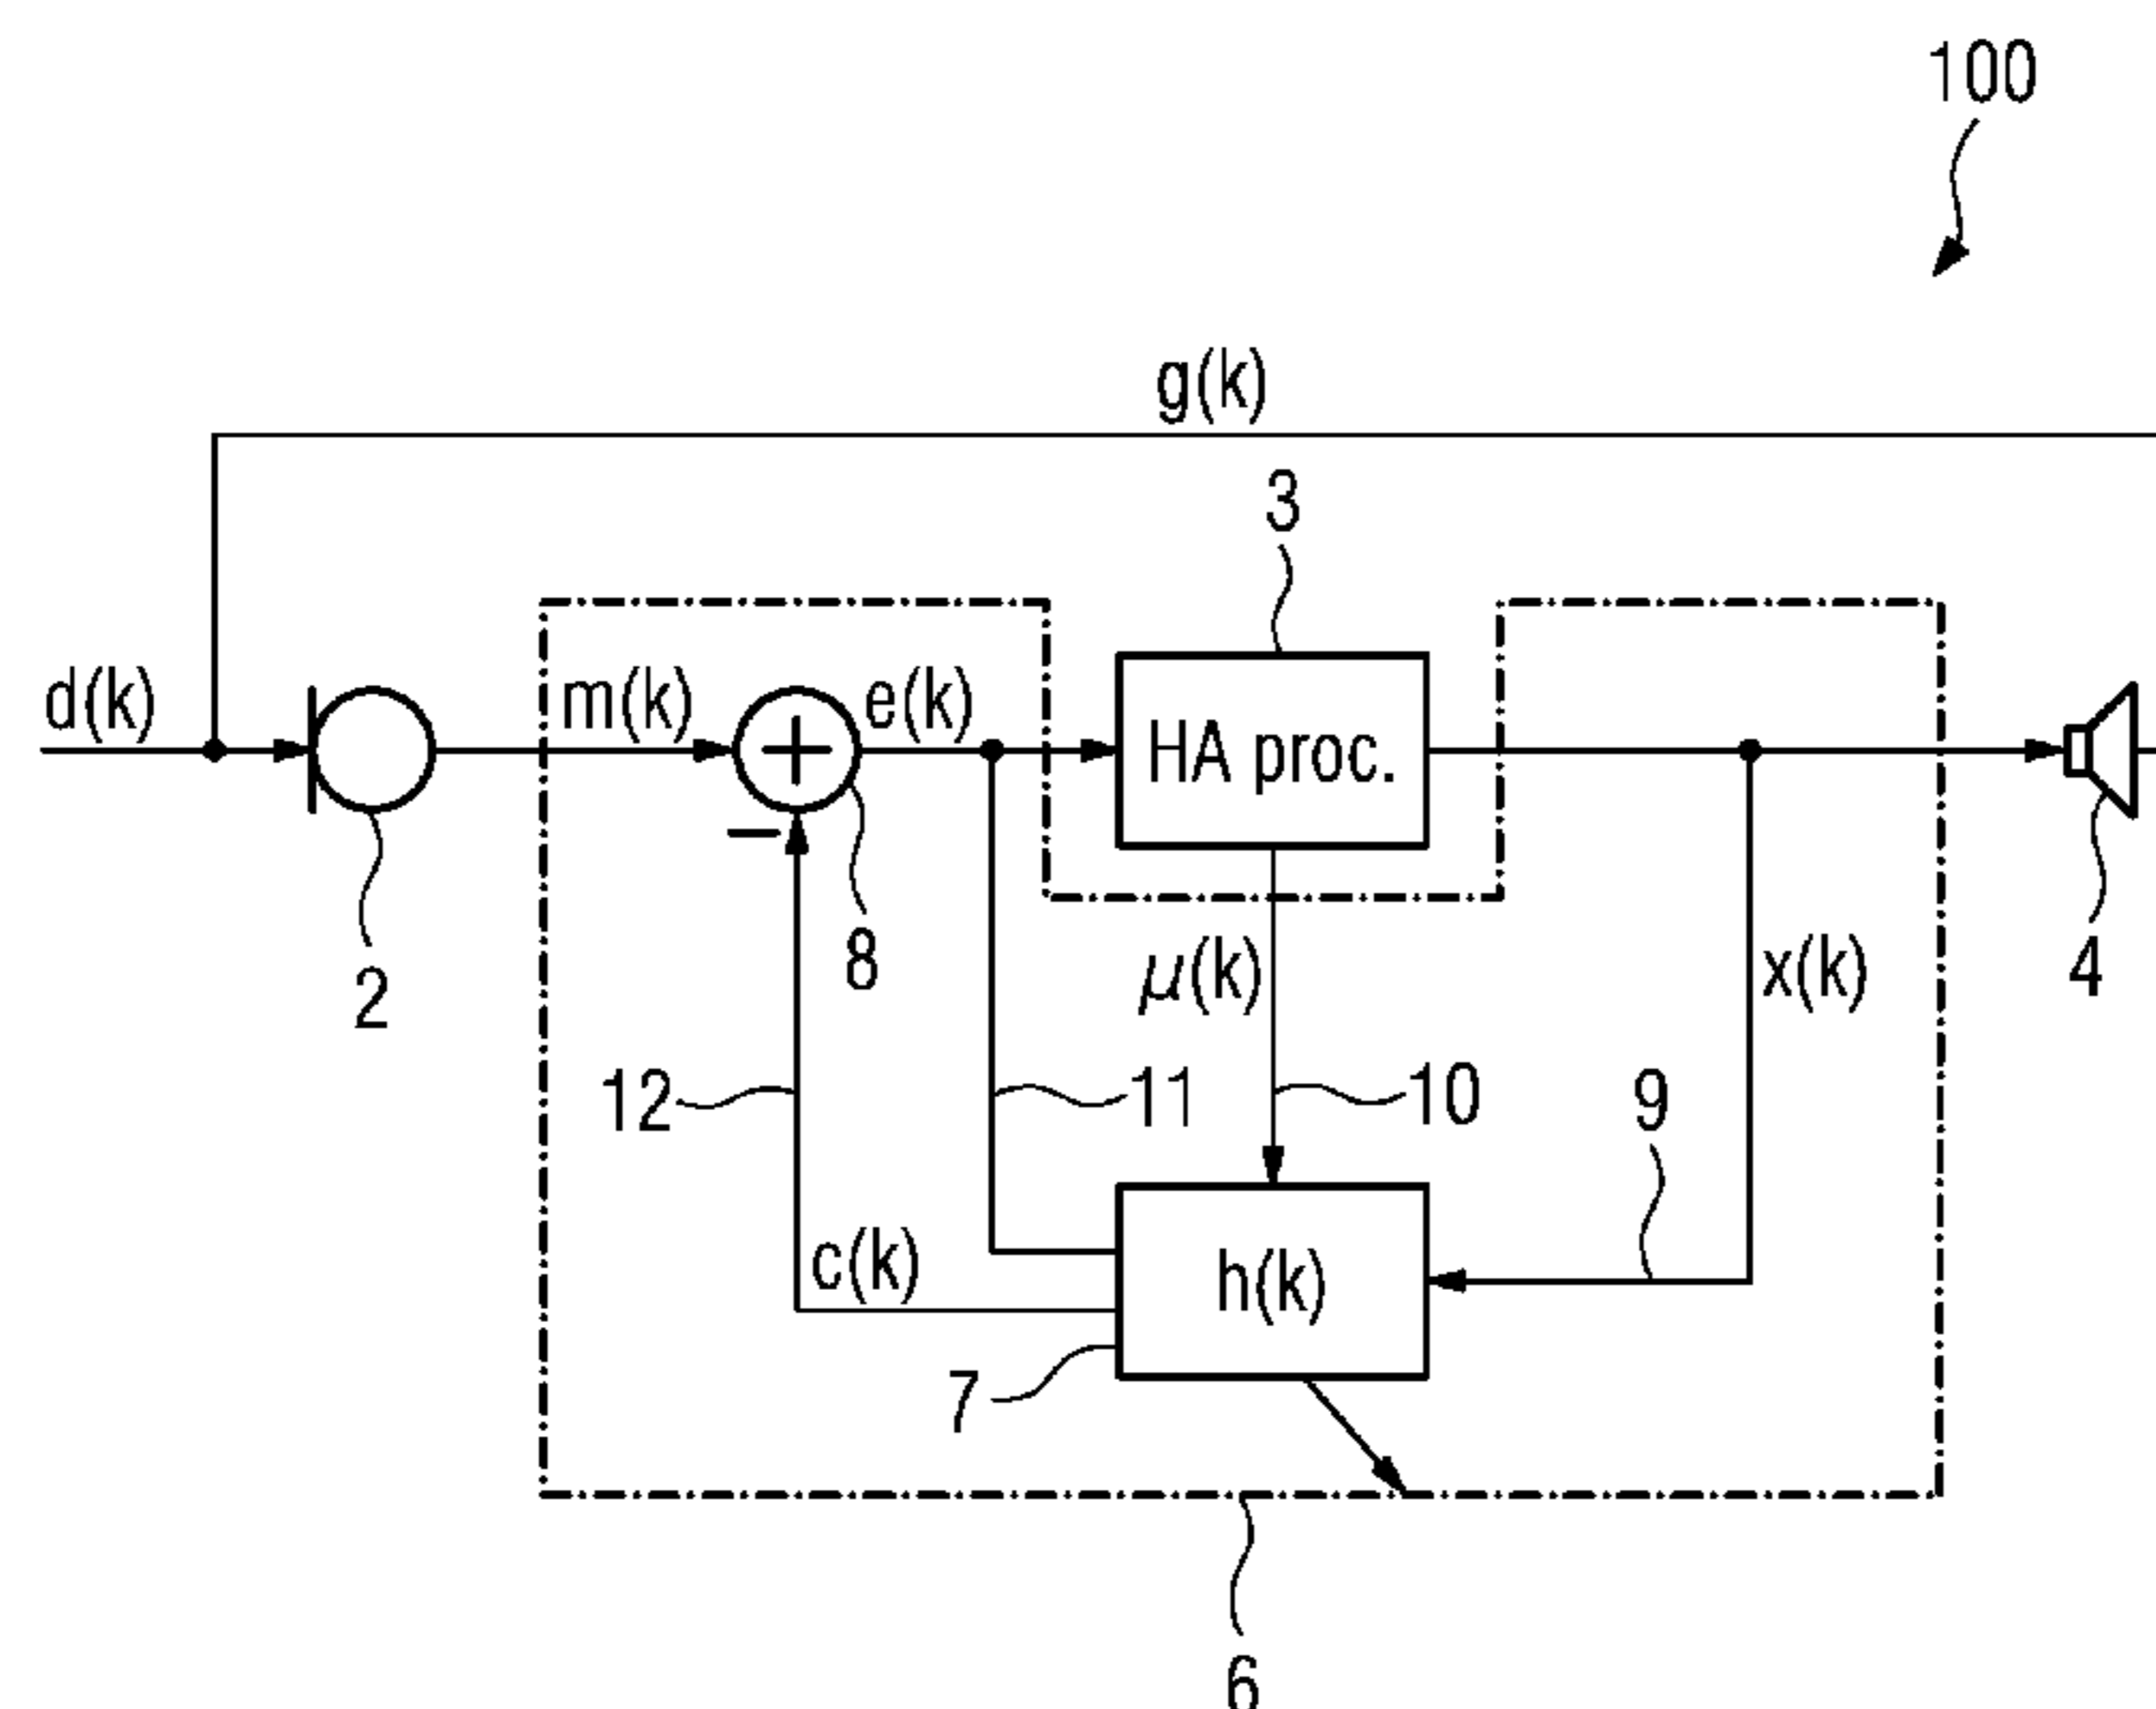 100
g(k)
3
d(k)
m(k)
e(k)
+
HA proc.
−
2
8
μ(k)
x(k)
4
12
11
10
9
c(k)
h(k)
7
6